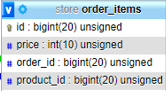 v store order_items
id : bigint(20) unsigned
price : int(10) unsigned
order_id : bigint(20) unsigned
product_id : bigint(20) unsigned